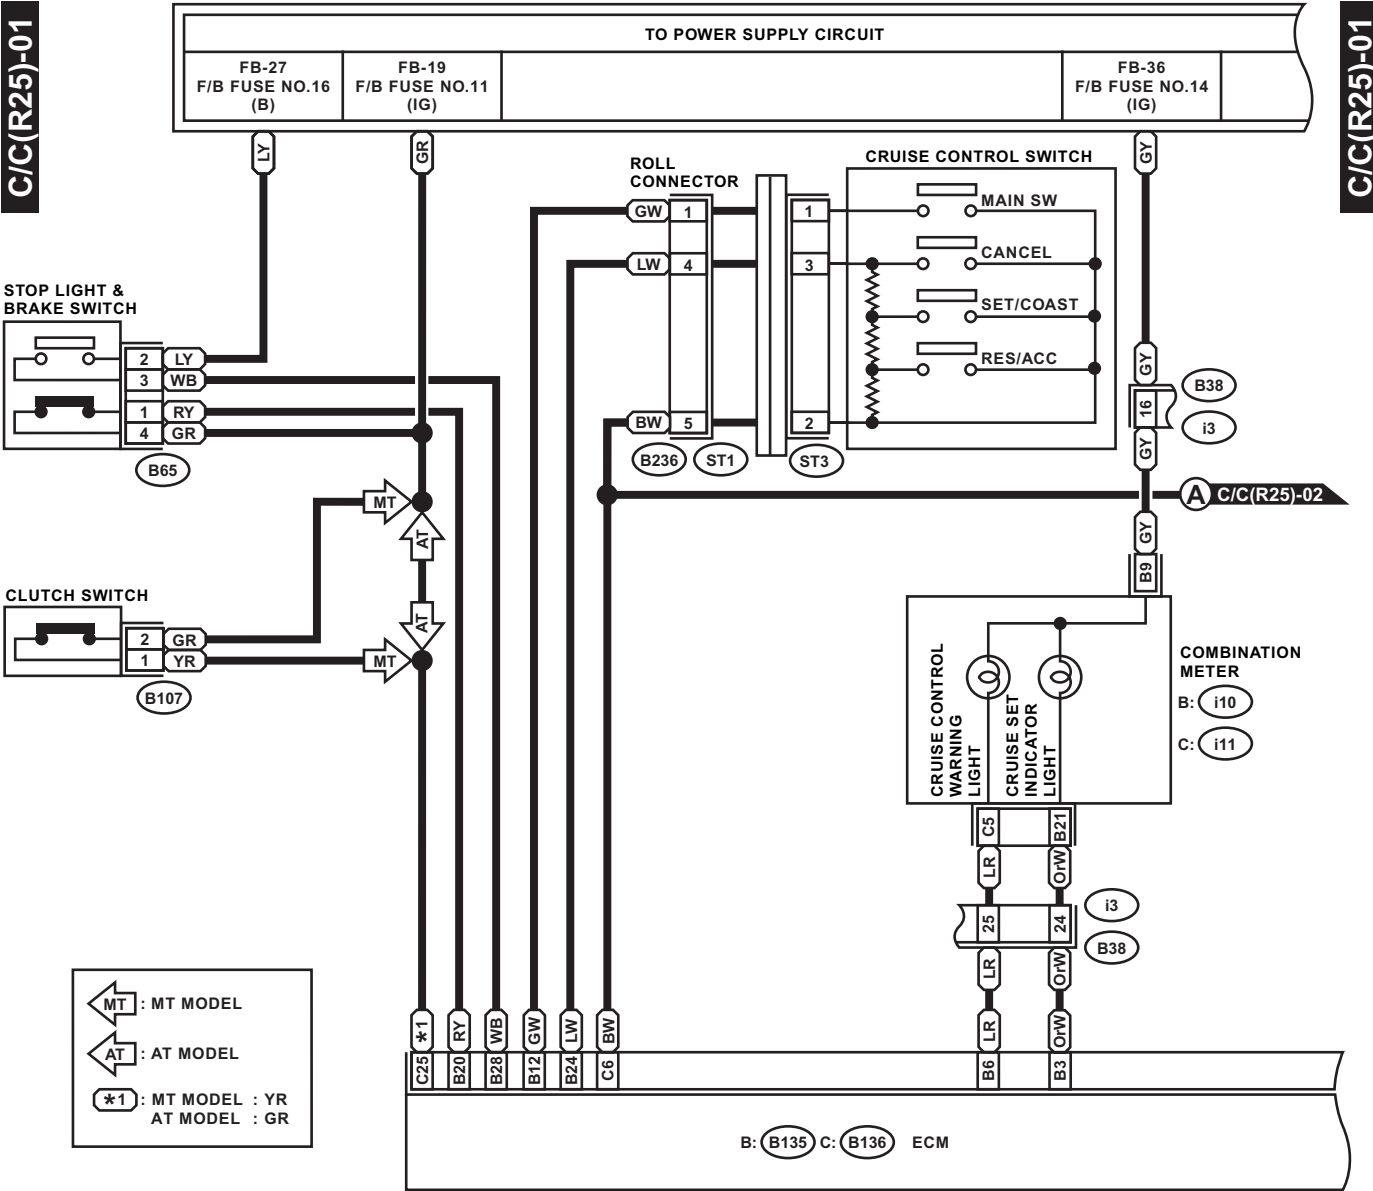 C/C(R25)-01
C/C(R25)-01
TO POWER SUPPLY CIRCUIT
FB-27
F/B FUSE NO.16
(B)
FB-19
F/B FUSE NO.11
(IG)
FB-36
F/B FUSE NO.14
(IG)
LY
GR
GY
ROLL
CONNECTOR
CRUISE CONTROL SWITCH
GW 1
1
MAIN SW
LW 4
3
CANCEL
SET/COAST
RES/ACC
BW 5
2
B236
ST1
ST3
STOP LIGHT &
BRAKE SWITCH
2 LY
3 WB
1 RY
4 GR
B65
GY
16
B38
i3
GY
MT
AT
A
C/C(R25)-02
GY
B9
CLUTCH SWITCH
2 GR
1 YR
B107
AT
MT
CRUISE CONTROL
WARNING
LIGHT
CRUISE SET
INDICATOR
LIGHT
COMBINATION
METER
B: i10
C: i11
C5
B21
LR
OrW
25
24
i3
B38
LR
OrW
MT : MT MODEL
AT : AT MODEL
*1 : MT MODEL : YR
AT MODEL : GR
*1
RY
WB
GW
LW
BW
LR
OrW
C25
B20
B28
B12
B24
C6
B6
B3
B: B135 C: B136 ECM